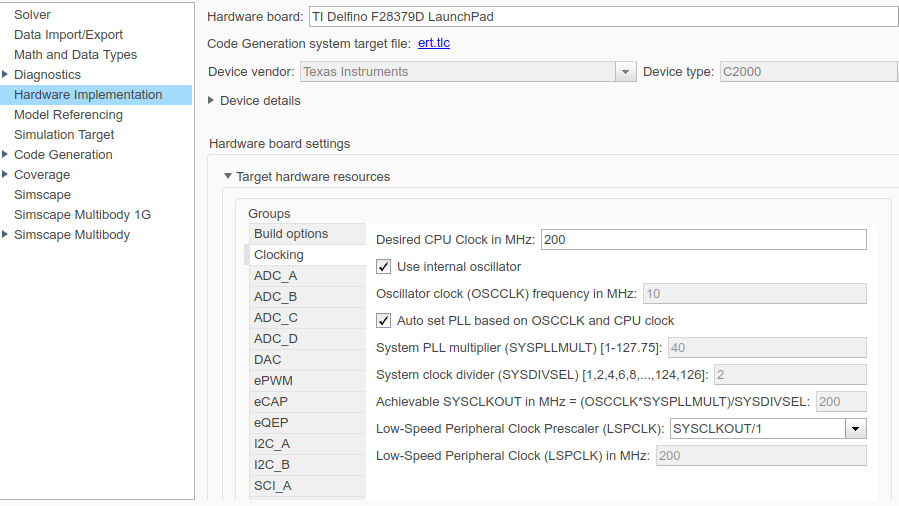 Solver
Data Import/Export
Math and Data Types
Diagnostics
Hardware Implementation
Model Referencing
Simulation Target
Code Generation
Coverage
Simscape
Simscape Multibody 1G
Simscape Multibody
Hardware board: TI Delfino F28379D LaunchPad
Code Generation system target file: ert.tlc
Device vendor: Texas Instruments Device type: C2000
Device details
Hardware board settings
Target hardware resources
Groups
Build options
Clocking
ADC_A
ADC_B
ADC_C
ADC_D
DAC
ePWM
eCAP
eQEP
I2C_A
I2C_B
SCI_A
Desired CPU Clock in MHz: 200
Use internal oscillator
Oscillator clock (OSCCLK) frequency in MHz: 10
Auto set PLL based on OSCCLK and CPU clock
System PLL multiplier (SYSPLLMULT) [1-127.75]: 40
System clock divider (SYSDIVSEL) [1,2,4,6,8,...,124,126]: 2
Achievable SYSCLKOUT in MHz = (OSCCLK*SYSPLLMULT)/SYSDIVSEL: 200
Low-Speed Peripheral Clock Prescaler (LSPCLK): SYSCLKOUT/1
Low-Speed Peripheral Clock (LSPCLK) in MHz: 200